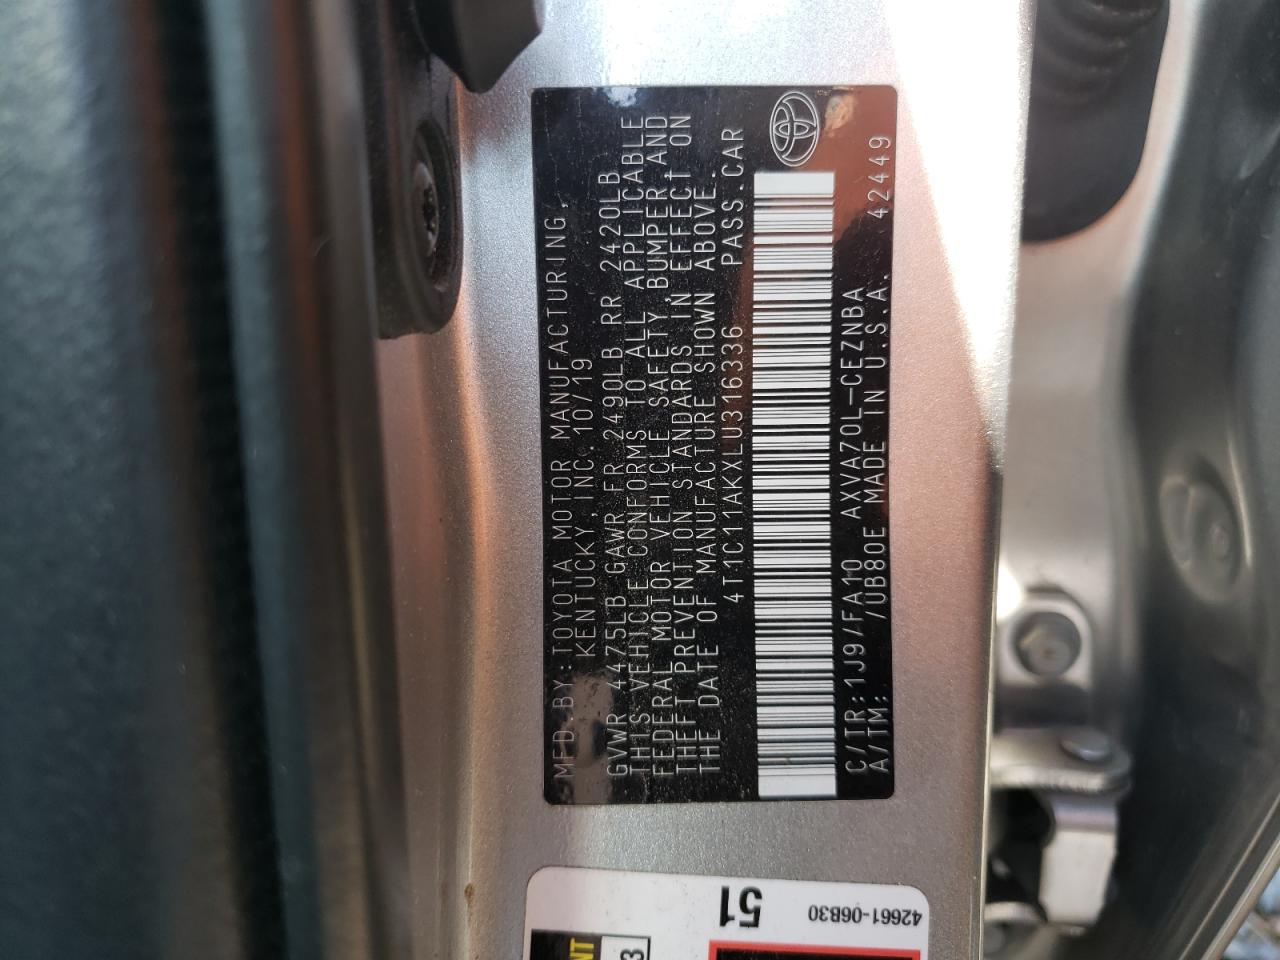 MFD.BY:TOYOTA MOTOR MANUFACTURING,
KENTUCKY, INC. 10/19
GVWR 4475LB GAWR FR 2490LB RR 2420LB
THIS VEHICLE CONFORMS TO ALL APPLICABLE
FEDERAL MOTOR VEHICLE SAFETY, BUMPER AND
THEFT PREVENTION STANDARDS IN EFFECT ON
THE DATE OF MANUFACTURE SHOWN ABOVE.
4T1C11AKXLU316336 PASS.CAR
C/TR:1J9/FA10 AXVA70L-CEZNBA
A/TM: /UB80E MADE IN U.S.A. 42449
42661-06B30
51